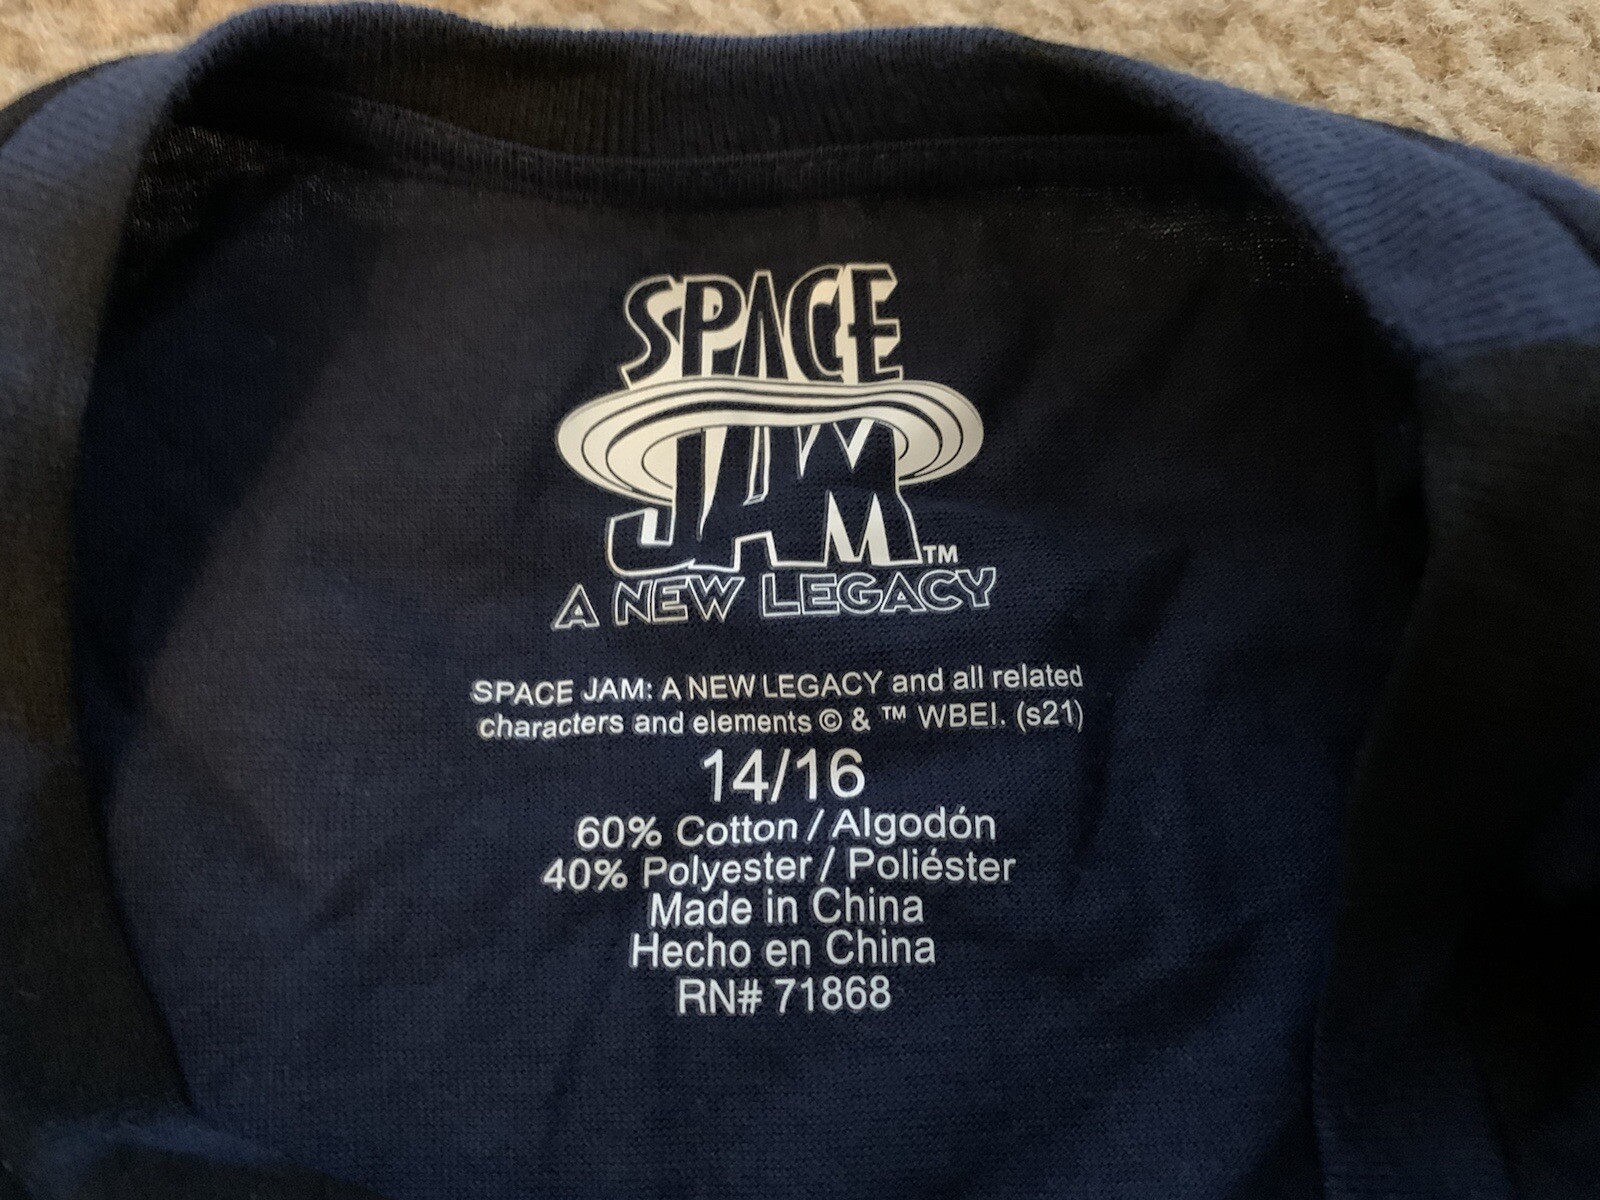 SPACE
JAM™
A NEW LEGACY
SPACE JAM: A NEW LEGACY and all related
characters and elements © & ™ WBEI. (s21)
14/16
60% Cotton / Algodón
40% Polyester / Poliéster
Made in China
Hecho en China
RN# 71868